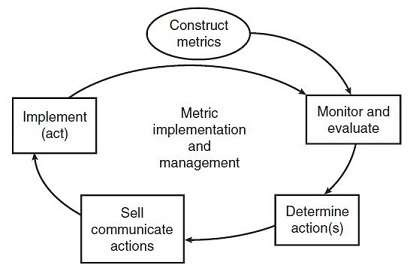 Construct
metrics
Monitor and
evaluate
Determine
action(s)
Sell
communicate
actions
Implement
(act)
Metric
implementation
and
management